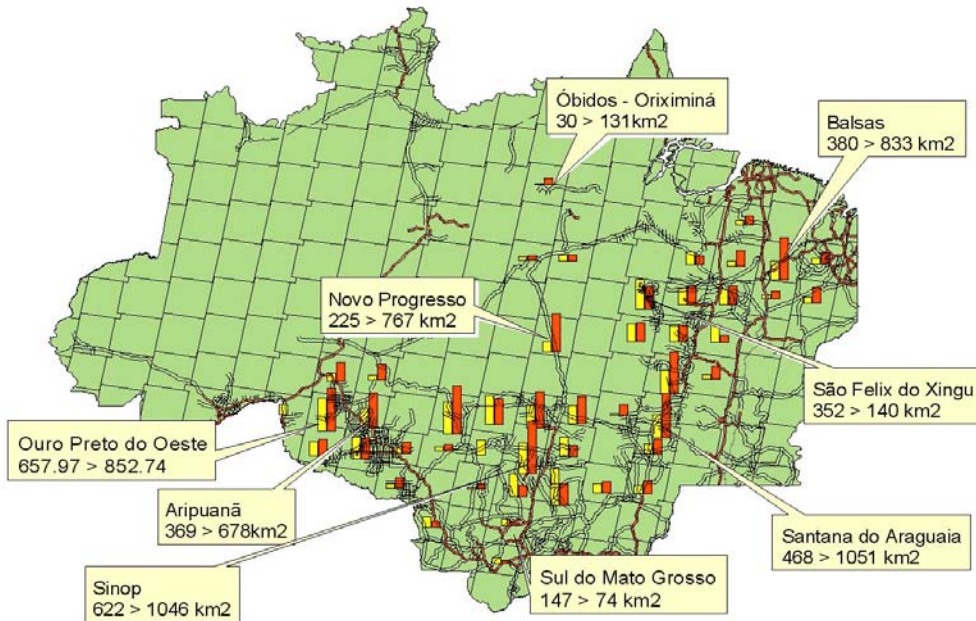 Óbidos - Oriximiná
30 > 131km2
Balsas
380 > 833 km2
Novo Progresso
225 > 767 km2
São Felix do Xingu
352 > 140 km2
Ouro Preto do Oeste
657.97 > 852.74
Aripuanã
369 > 678km2
Santana do Araguaia
468 > 1051 km2
Sinop
622 > 1046 km2
Sul do Mato Grosso
147 > 74 km2